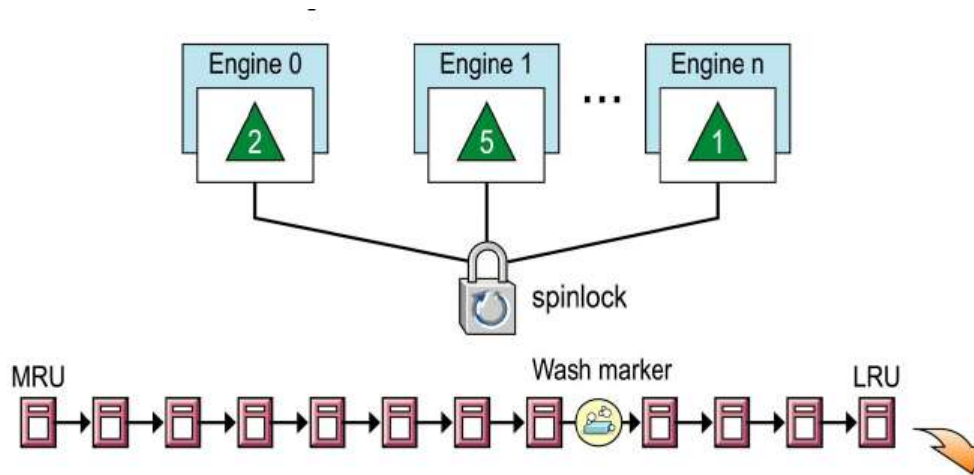 Engine 0
Engine 1
...
Engine n
2
5
1
spinlock
Wash marker
MRU
LRU